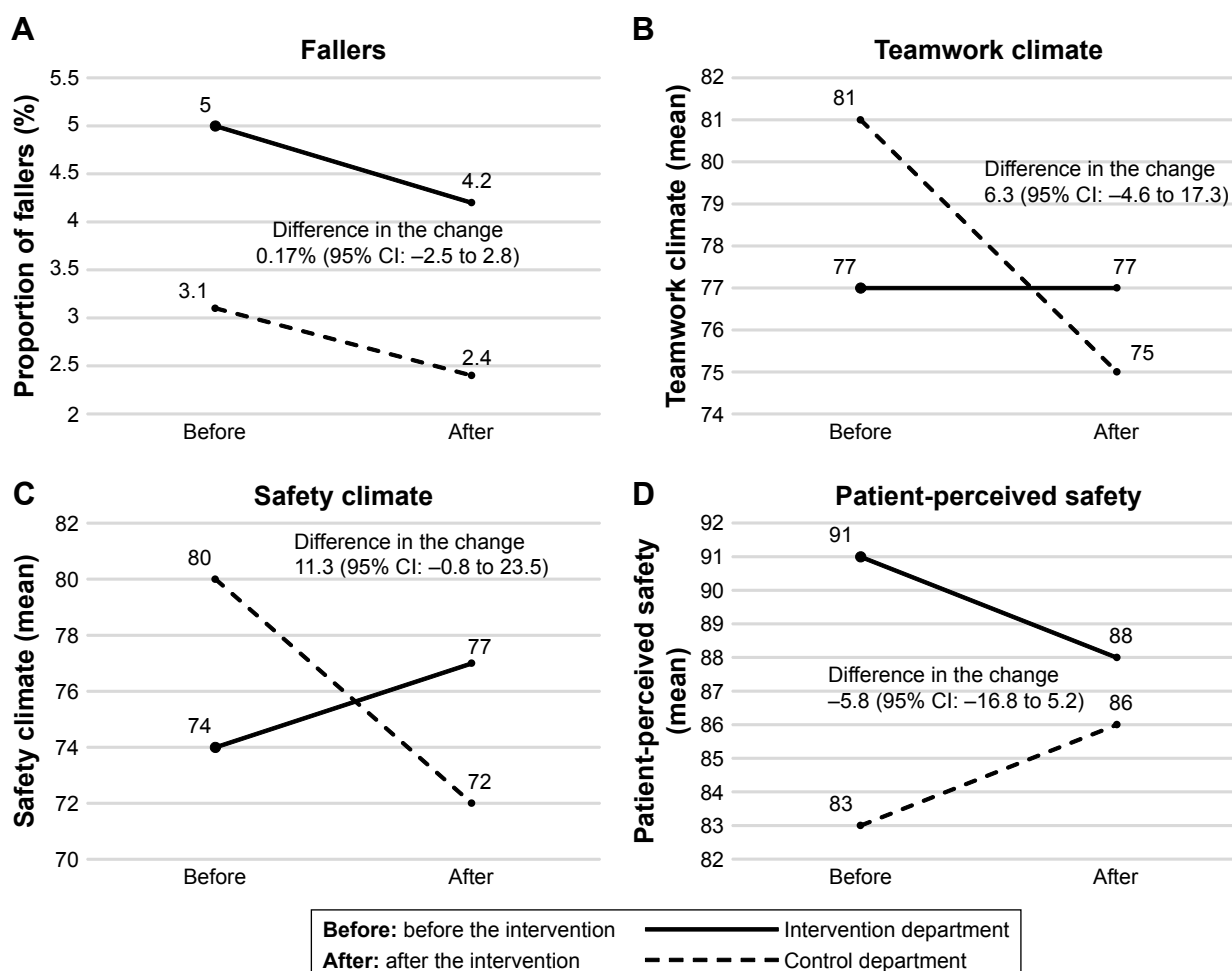 A
Fallers
Proportion of fallers (%)
5.5
5
4.5
4
3.5
3
2.5
2
5
4.2
Difference in the change
0.17% (95% CI: –2.5 to 2.8)
3.1
2.4
Before
After
B
Teamwork climate
Teamwork climate (mean)
82
81
80
79
78
77
76
75
74
81
Difference in the change
6.3 (95% CI: –4.6 to 17.3)
77
77
75
Before
After
C
Safety climate
Safety climate (mean)
82
80
78
76
74
72
70
80
Difference in the change
11.3 (95% CI: –0.8 to 23.5)
77
74
72
Before
After
D
Patient-perceived safety
Patient-perceived safety
(mean)
92
91
90
89
88
87
86
85
84
83
82
91
88
Difference in the change
–5.8 (95% CI: –16.8 to 5.2)
86
83
Before
After
Before: before the intervention
Intervention department
After: after the intervention
Control department